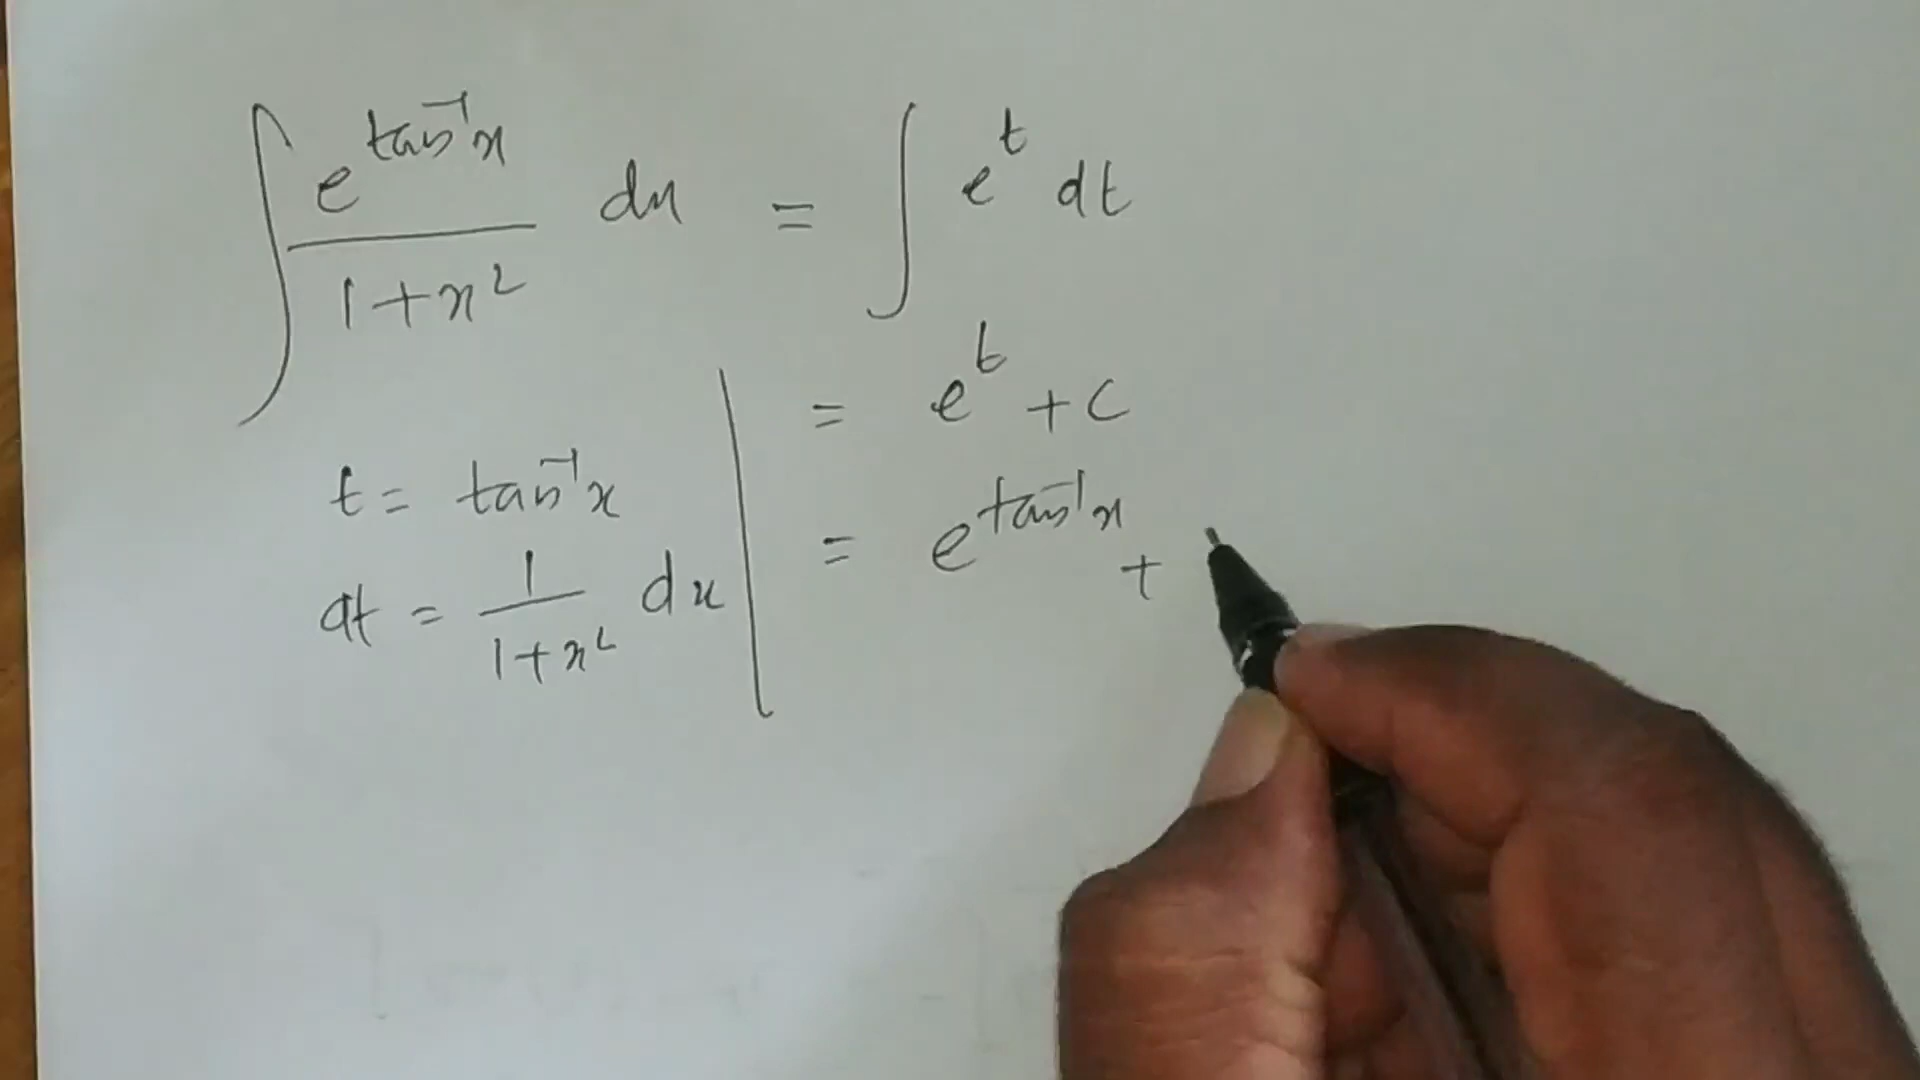 ∫ e^(tan⁻¹x) / (1+x²) dx = ∫ e^t dt
= e^t + c
t = tan⁻¹x
= e^(tan⁻¹x) +
dt = 1/(1+x²) dx